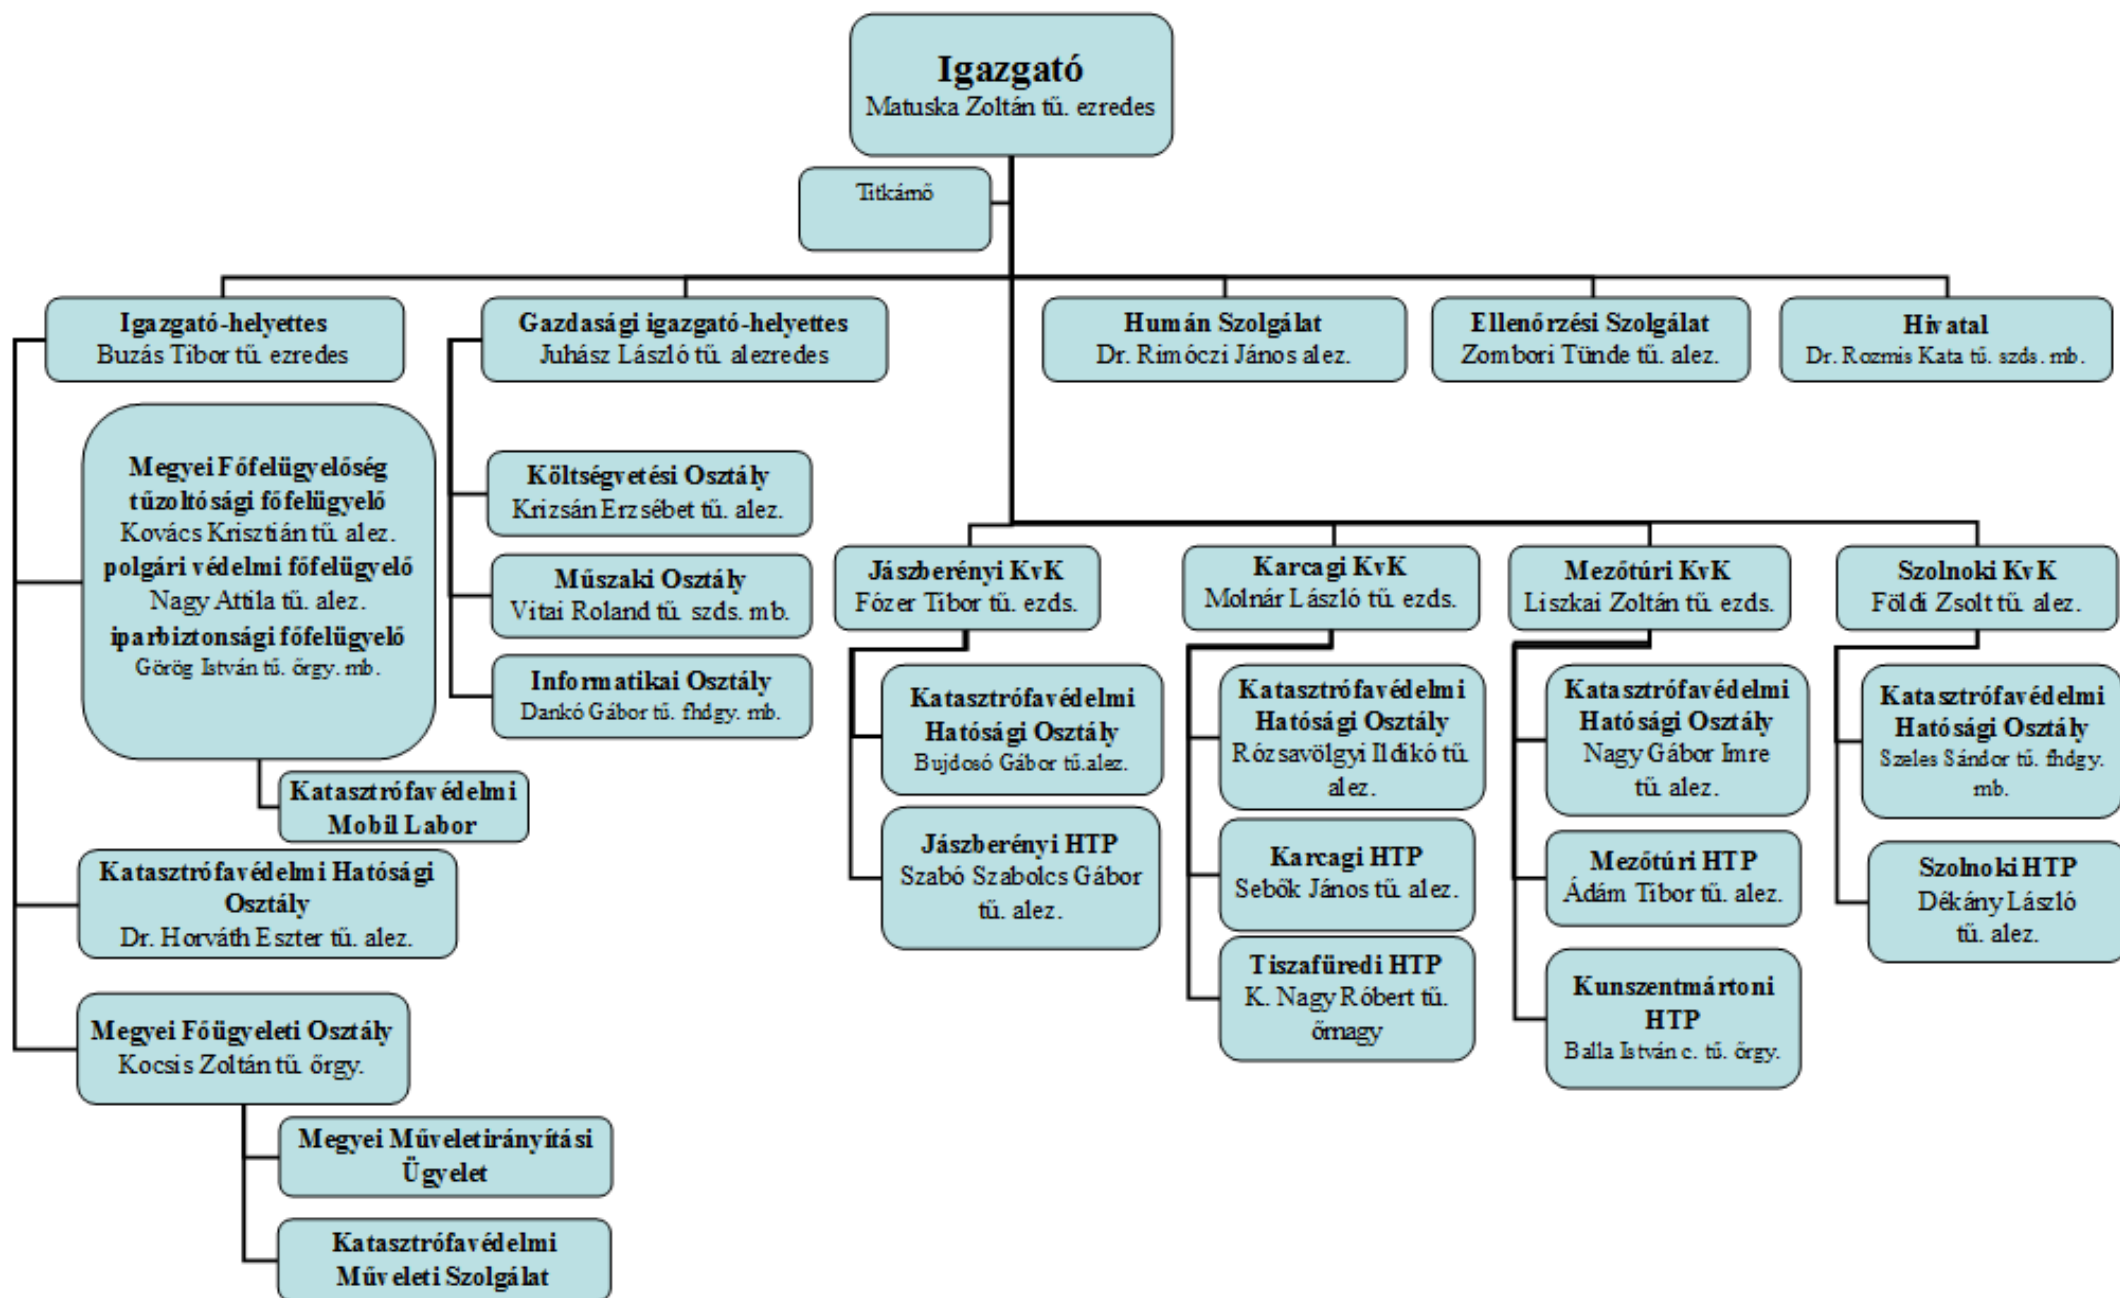 Igazgató
Matuska Zoltán tű. ezredes
Titkárnő
Igazgató-helyettes
Buzás Tibor tű. ezredes
Gazdasági igazgató-helyettes
Juhász László tű. alezredes
Humán Szolgálat
Dr. Rimóczi János alez.
Ellenőrzési Szolgálat
Zombori Tünde tű. alez.
Hivatal
Dr. Rozmis Kata tű. szds. mb.
Megyei Főfelügyelőség
tűzoltósági főfelügyelő
Kovács Krisztián tű. alez.
polgári védelmi főfelügyelő
Nagy Attila tű. alez.
iparbiztonsági főfelügyelő
Görög István tű. őrgy. mb.
Katasztrófavédelmi
Mobil Labor
Katasztrófavédelmi Hatósági
Osztály
Dr. Horváth Eszter tű. alez.
Megyei Főügyeleti Osztály
Kocsis Zoltán tű. őrgy.
Megyei Műveletirányítási
Ügyelet
Katasztrófavédelmi
Műveleti Szolgálat
Költségvetési Osztály
Krizsán Erzsébet tű. alez.
Műszaki Osztály
Vitai Roland tű. szds. mb.
Informatikai Osztály
Dankó Gábor tű. fhdgy. mb.
Jászberényi KvK
Fózer Tibor tű. ezds.
Katasztrófavédelmi
Hatósági Osztály
Bujdosó Gábor tű.alez.
Jászberényi HTP
Szabó Szabolcs Gábor
tű. alez.
Karcagi KvK
Molnár László tű. ezds.
Katasztrófavédelmi
Hatósági Osztály
Rózsavölgyi Ildikó tű.
alez.
Karcagi HTP
Sebők János tű. alez.
Tiszafüredi HTP
K. Nagy Róbert tű.
őrnagy
Mezőtúri KvK
Liszkai Zoltán tű. ezds.
Katasztrófavédelmi
Hatósági Osztály
Nagy Gábor Imre
tű. alez.
Mezőtúri HTP
Ádám Tibor tű. alez.
Kunszentmártoni
HTP
Balla István c. tű. őrgy.
Szolnoki KvK
Földi Zsolt tű. alez.
Katasztrófavédelmi
Hatósági Osztály
Szeles Sándor tű. fhdgy.
mb.
Szolnoki HTP
Dékány László
tű. alez.